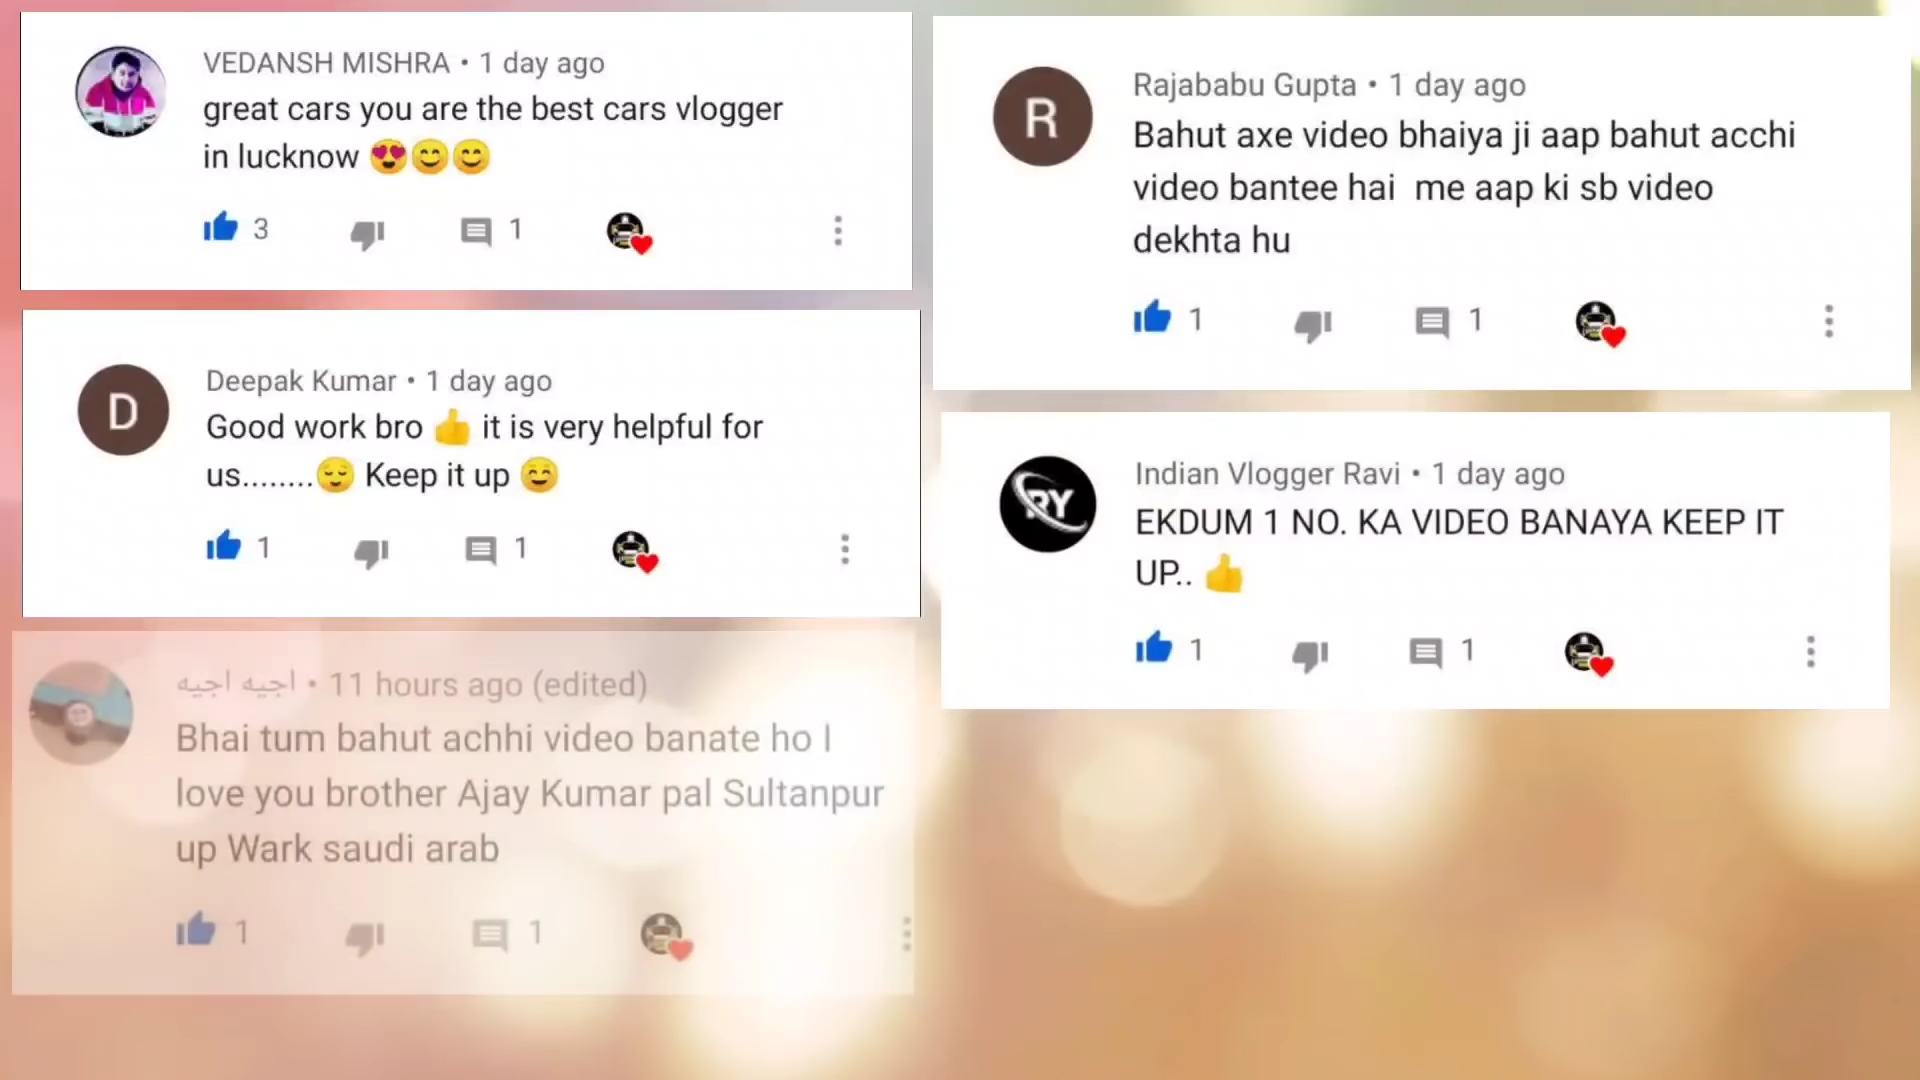 VEDANSH MISHRA • 1 day ago
great cars you are the best cars vlogger
in lucknow 😍😊😊
3 1
D
Deepak Kumar • 1 day ago
Good work bro 👍 it is very helpful for
us........😌 Keep it up ☺️
1 1
اجيه اجيه • 11 hours ago (edited)
Bhai tum bahut achhi video banate ho I
love you brother Ajay Kumar pal Sultanpur
up Wark saudi arab
1 1
R
Rajababu Gupta • 1 day ago
Bahut axe video bhaiya ji aap bahut acchi
video bantee hai me aap ki sb video
dekhta hu
1 1
RY
Indian Vlogger Ravi • 1 day ago
EKDUM 1 NO. KA VIDEO BANAYA KEEP IT
UP.. 👍
1 1